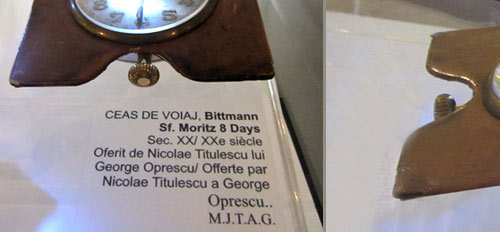 CEAS DE VOIAJ, Bittmann
Sf. Moritz 8 Days
Sec. XX/ XXe siècle
Oferit de Nicolae Titulescu lui
George Oprescu/ Offerte par
Nicolae Titulescu a George
Oprescu..
M.J.T.A.G.